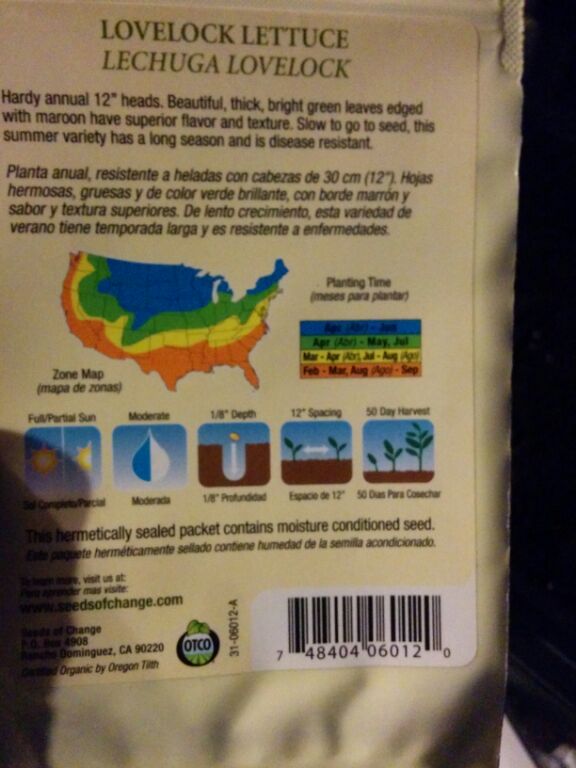 LOVELOCK LETTUCE
LECHUGA LOVELOCK
Hardy annual 12" heads. Beautiful, thick, bright green leaves edged
with maroon have superior flavor and texture. Slow to go to seed, this
summer variety has a long season and is disease resistant.
Planta anual, resistente a heladas con cabezas de 30 cm (12"). Hojas
hermosas, gruesas y de color verde brillante, con borde marrón y
sabor y textura superiores. De lento crecimiento, esta variedad de
verano tiene temporada larga y es resistente a enfermedades.
Planting Time
(meses para plantar)
Apr (Abr) - Jun
Apr (Abr) - May, Jul
Mar - Apr (Abr), Jul - Aug (Ago)
Feb - Mar, Aug (Ago) - Sep
Zone Map
(mapa de zonas)
Full/Partial Sun Moderate 1/8" Depth 12" Spacing 50 Day Harvest
Sol Completo/Parcial Moderada 1/8" Profundidad Espacio de 12" 50 Dias Para Cosechar
This hermetically sealed packet contains moisture conditioned seed.
Este paquete herméticamente sellado contiene humedad de la semilla acondicionado.
To learn more, visit us at:
Para aprender mas visite:
www.seedsofchange.com
Seeds of Change
P.O. Box 4908
Rancho Dominguez, CA 90220
Certified Organic by Oregon Tilth
OTCO
31-06012-A
7 48404 06012 0